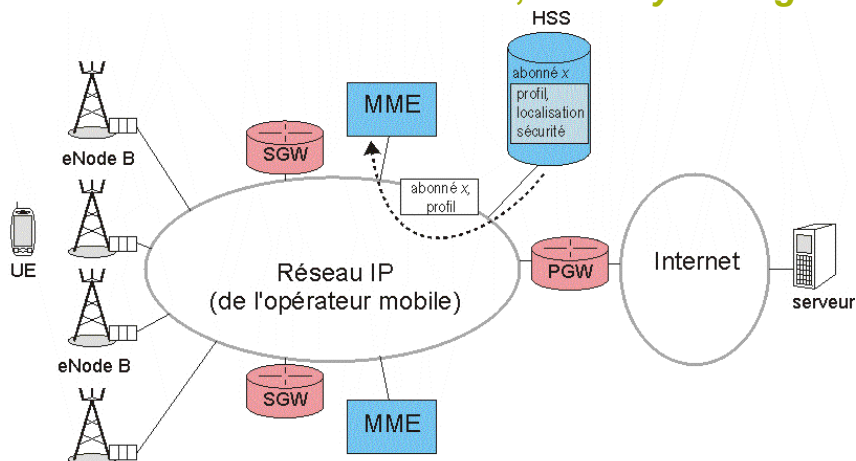 HSS
abonné x
profil,
localisation
sécurité
MME
eNode B
SGW
abonné x,
profil
UE
Réseau IP
(de l'opérateur mobile)
PGW
Internet
serveur
eNode B
SGW
MME